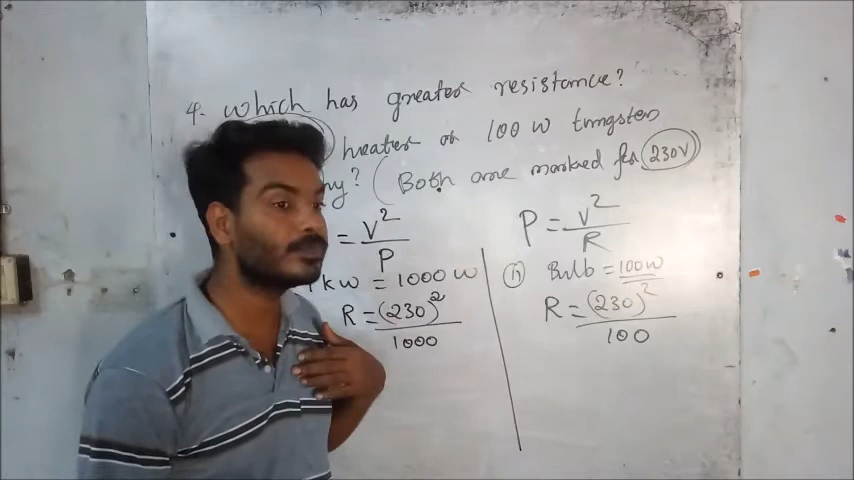 4. Which has greater resistance?
heater or 100 W tungsten
(Both are marked for 230V)
= V²/P
P = V²/R
kw = 1000 W
(ii) Bulb = 100W
R = (230)²/1000
R = (230)²/100